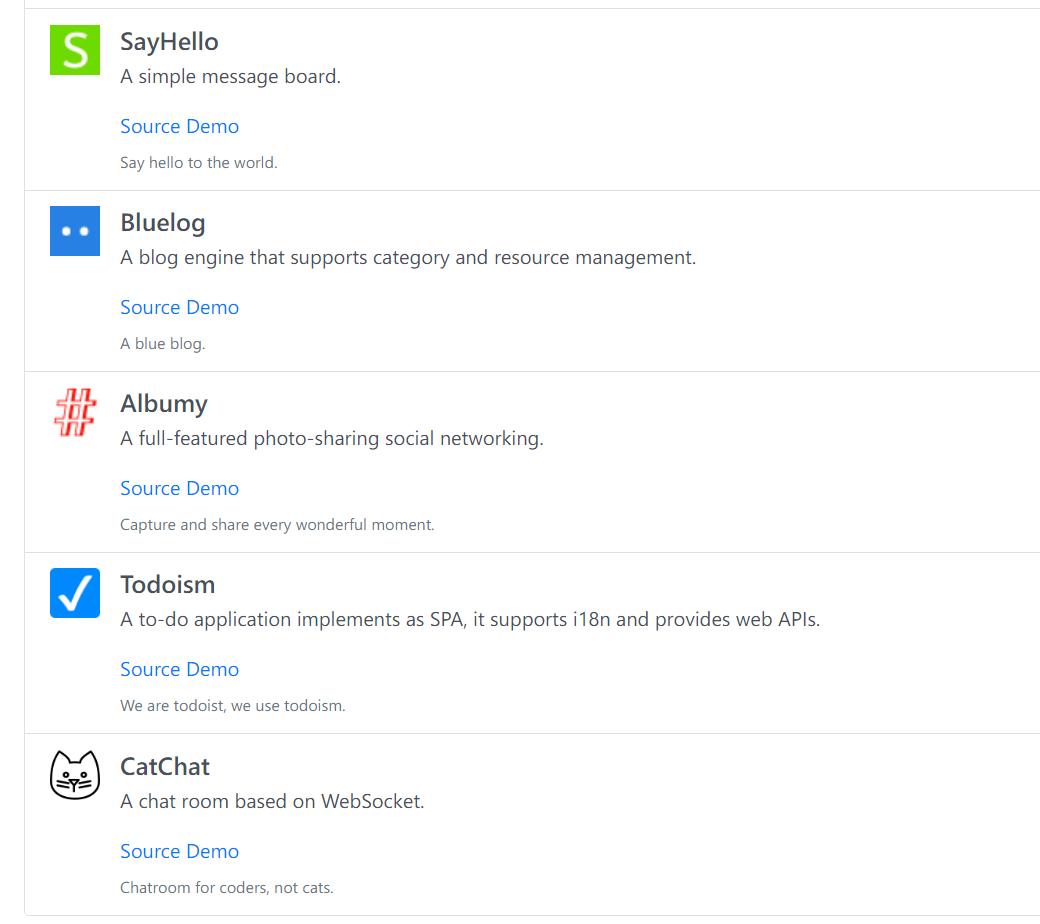 S
SayHello
A simple message board.
Source Demo
Say hello to the world.
Bluelog
A blog engine that supports category and resource management.
Source Demo
A blue blog.
Albumy
A full-featured photo-sharing social networking.
Source Demo
Capture and share every wonderful moment.
Todoism
A to-do application implements as SPA, it supports i18n and provides web APIs.
Source Demo
We are todoist, we use todoism.
CatChat
A chat room based on WebSocket.
Source Demo
Chatroom for coders, not cats.